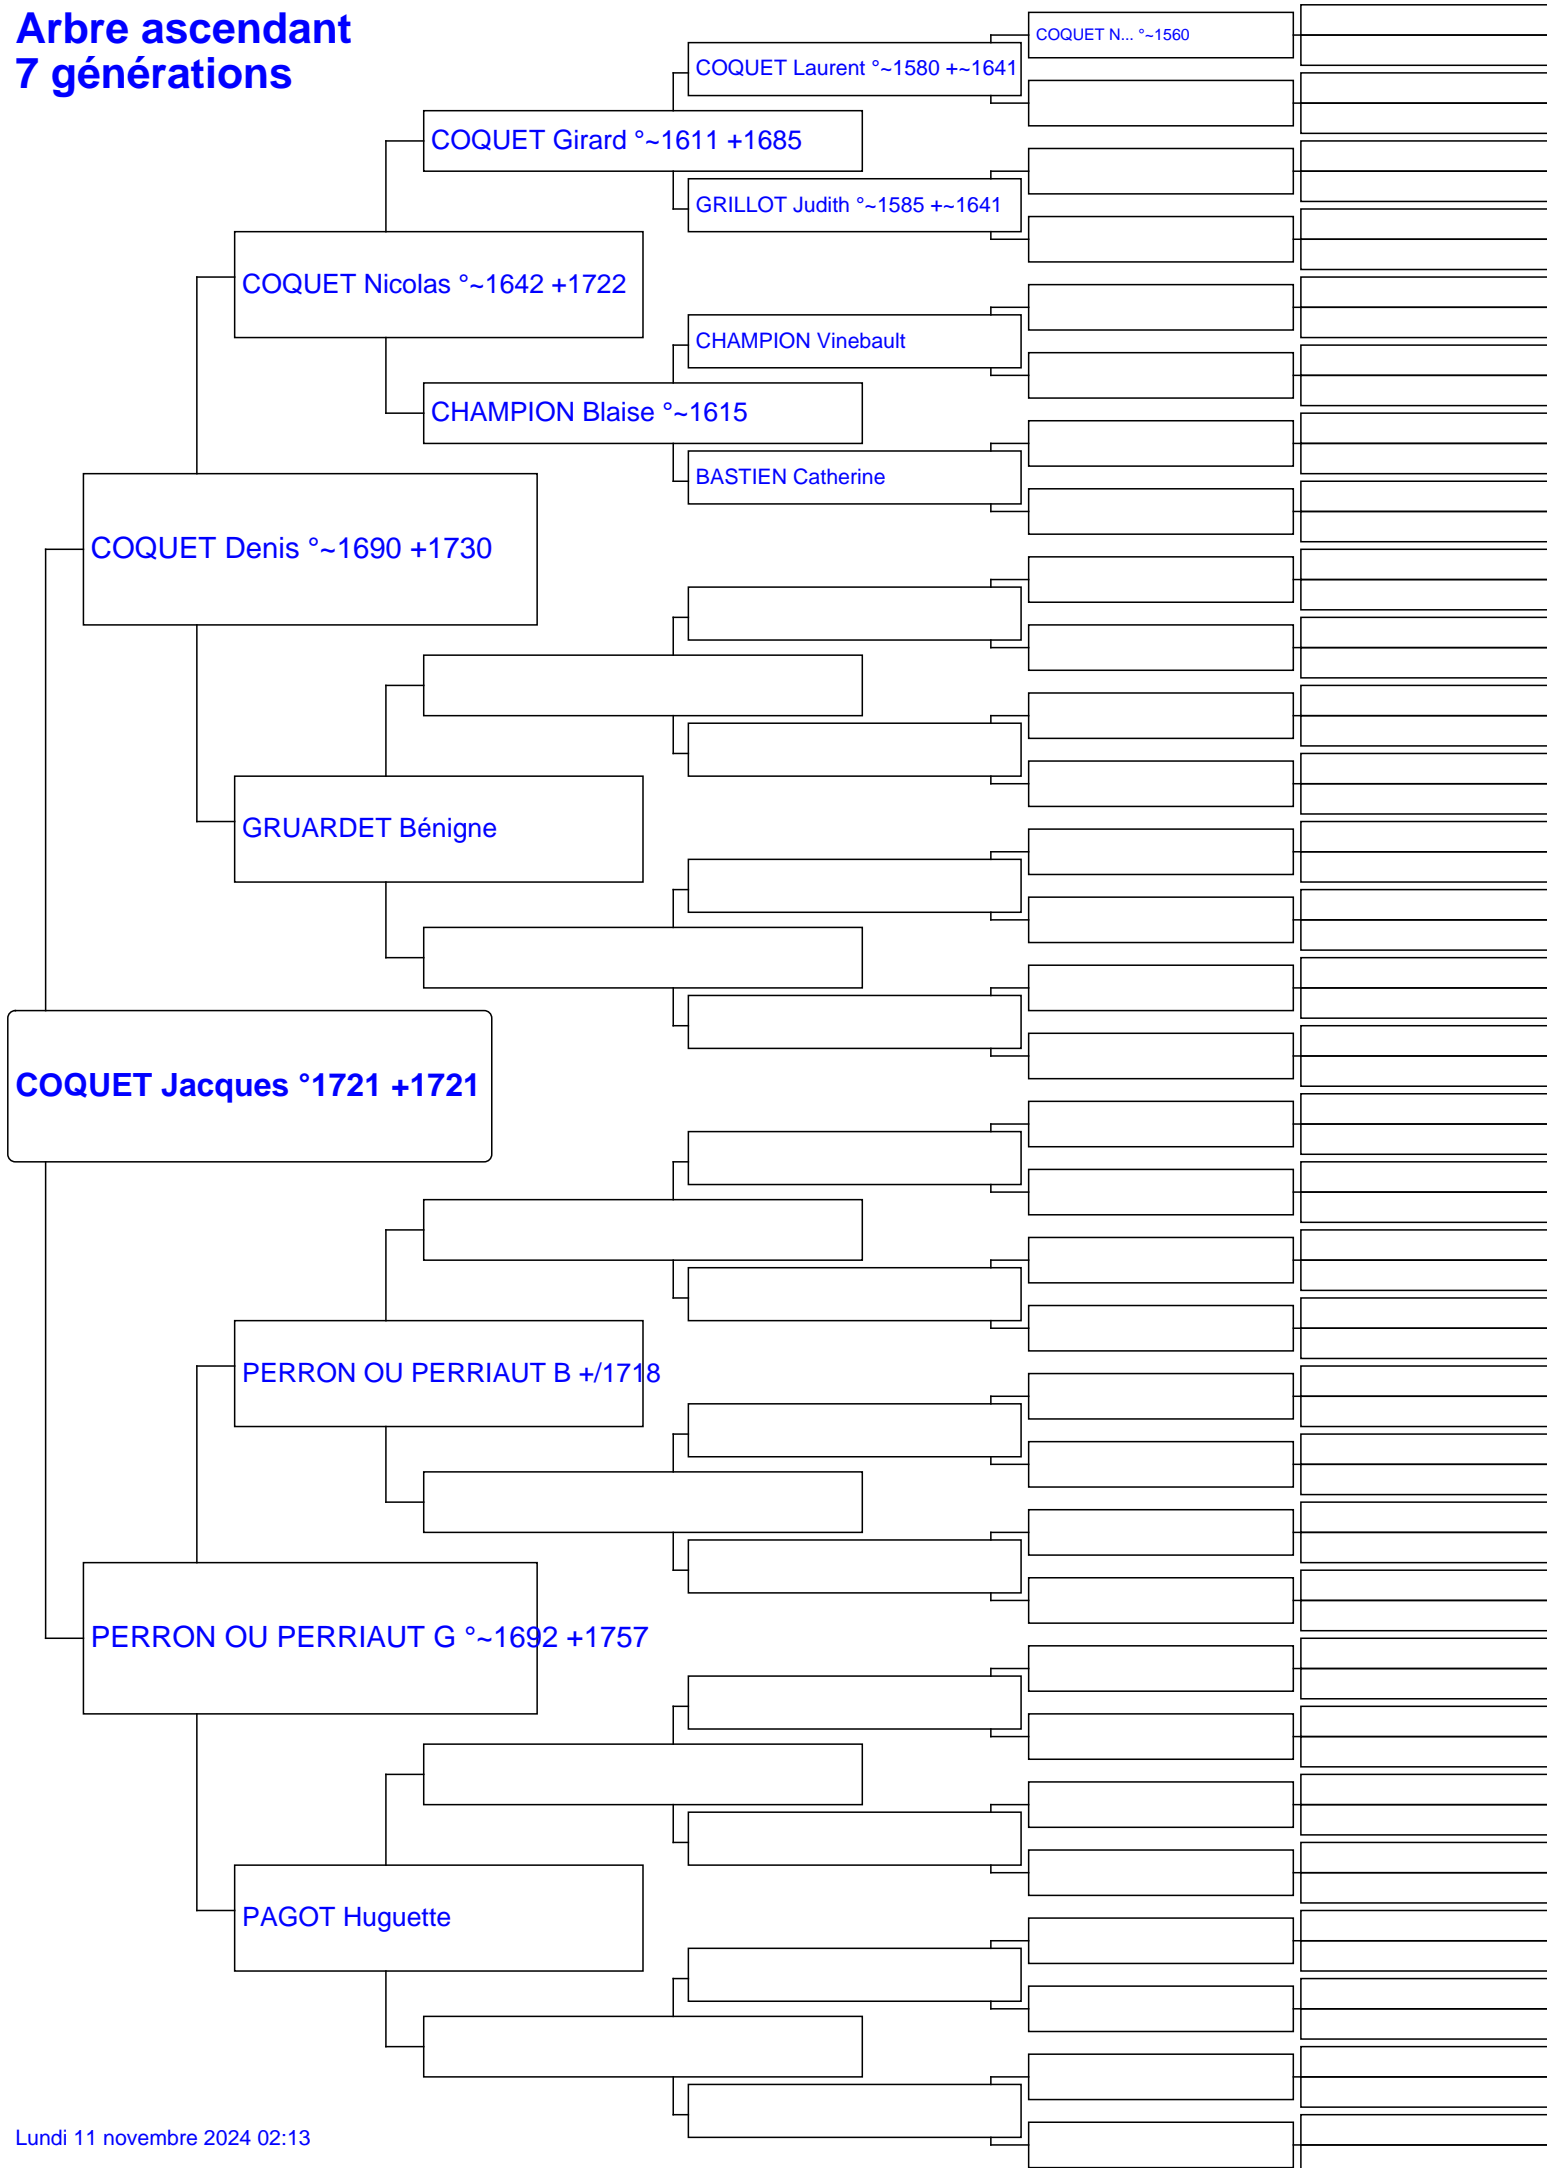 Arbre ascendant
7 générations
COQUET N... °~1560
COQUET Laurent °~1580 +~1641
COQUET Girard °~1611 +1685
GRILLOT Judith °~1585 +~1641
COQUET Nicolas °~1642 +1722
CHAMPION Vinebault
CHAMPION Blaise °~1615
BASTIEN Catherine
COQUET Denis °~1690 +1730
GRUARDET Bénigne
COQUET Jacques °1721 +1721
PERRON OU PERRIAUT B +/1718
PERRON OU PERRIAUT G °~1692 +1757
PAGOT Huguette
Lundi 11 novembre 2024 02:13